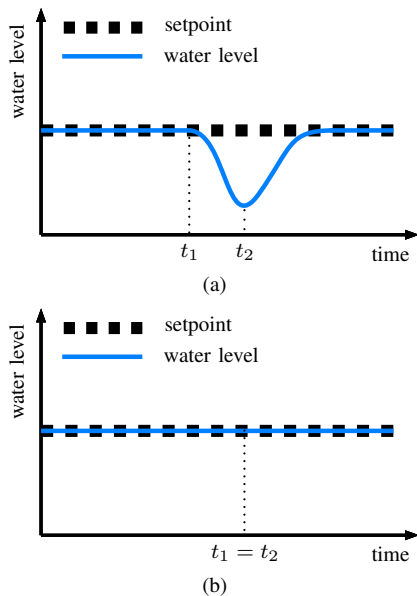 setpoint
water level
water level
t1
t2
time
(a)
setpoint
water level
water level
t1 = t2
time
(b)